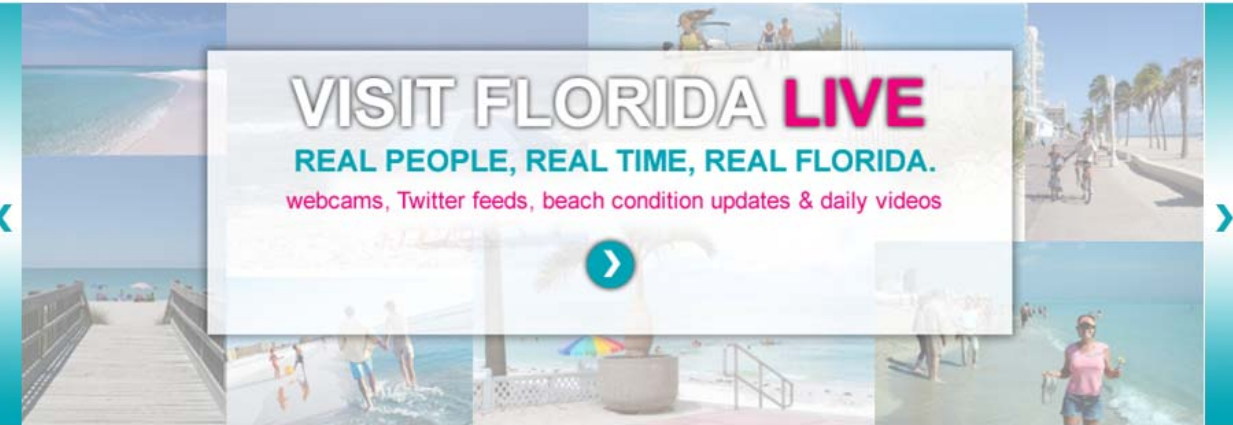 VISIT FLORIDA LIVE
REAL PEOPLE, REAL TIME, REAL FLORIDA.
webcams, Twitter feeds, beach condition updates & daily videos